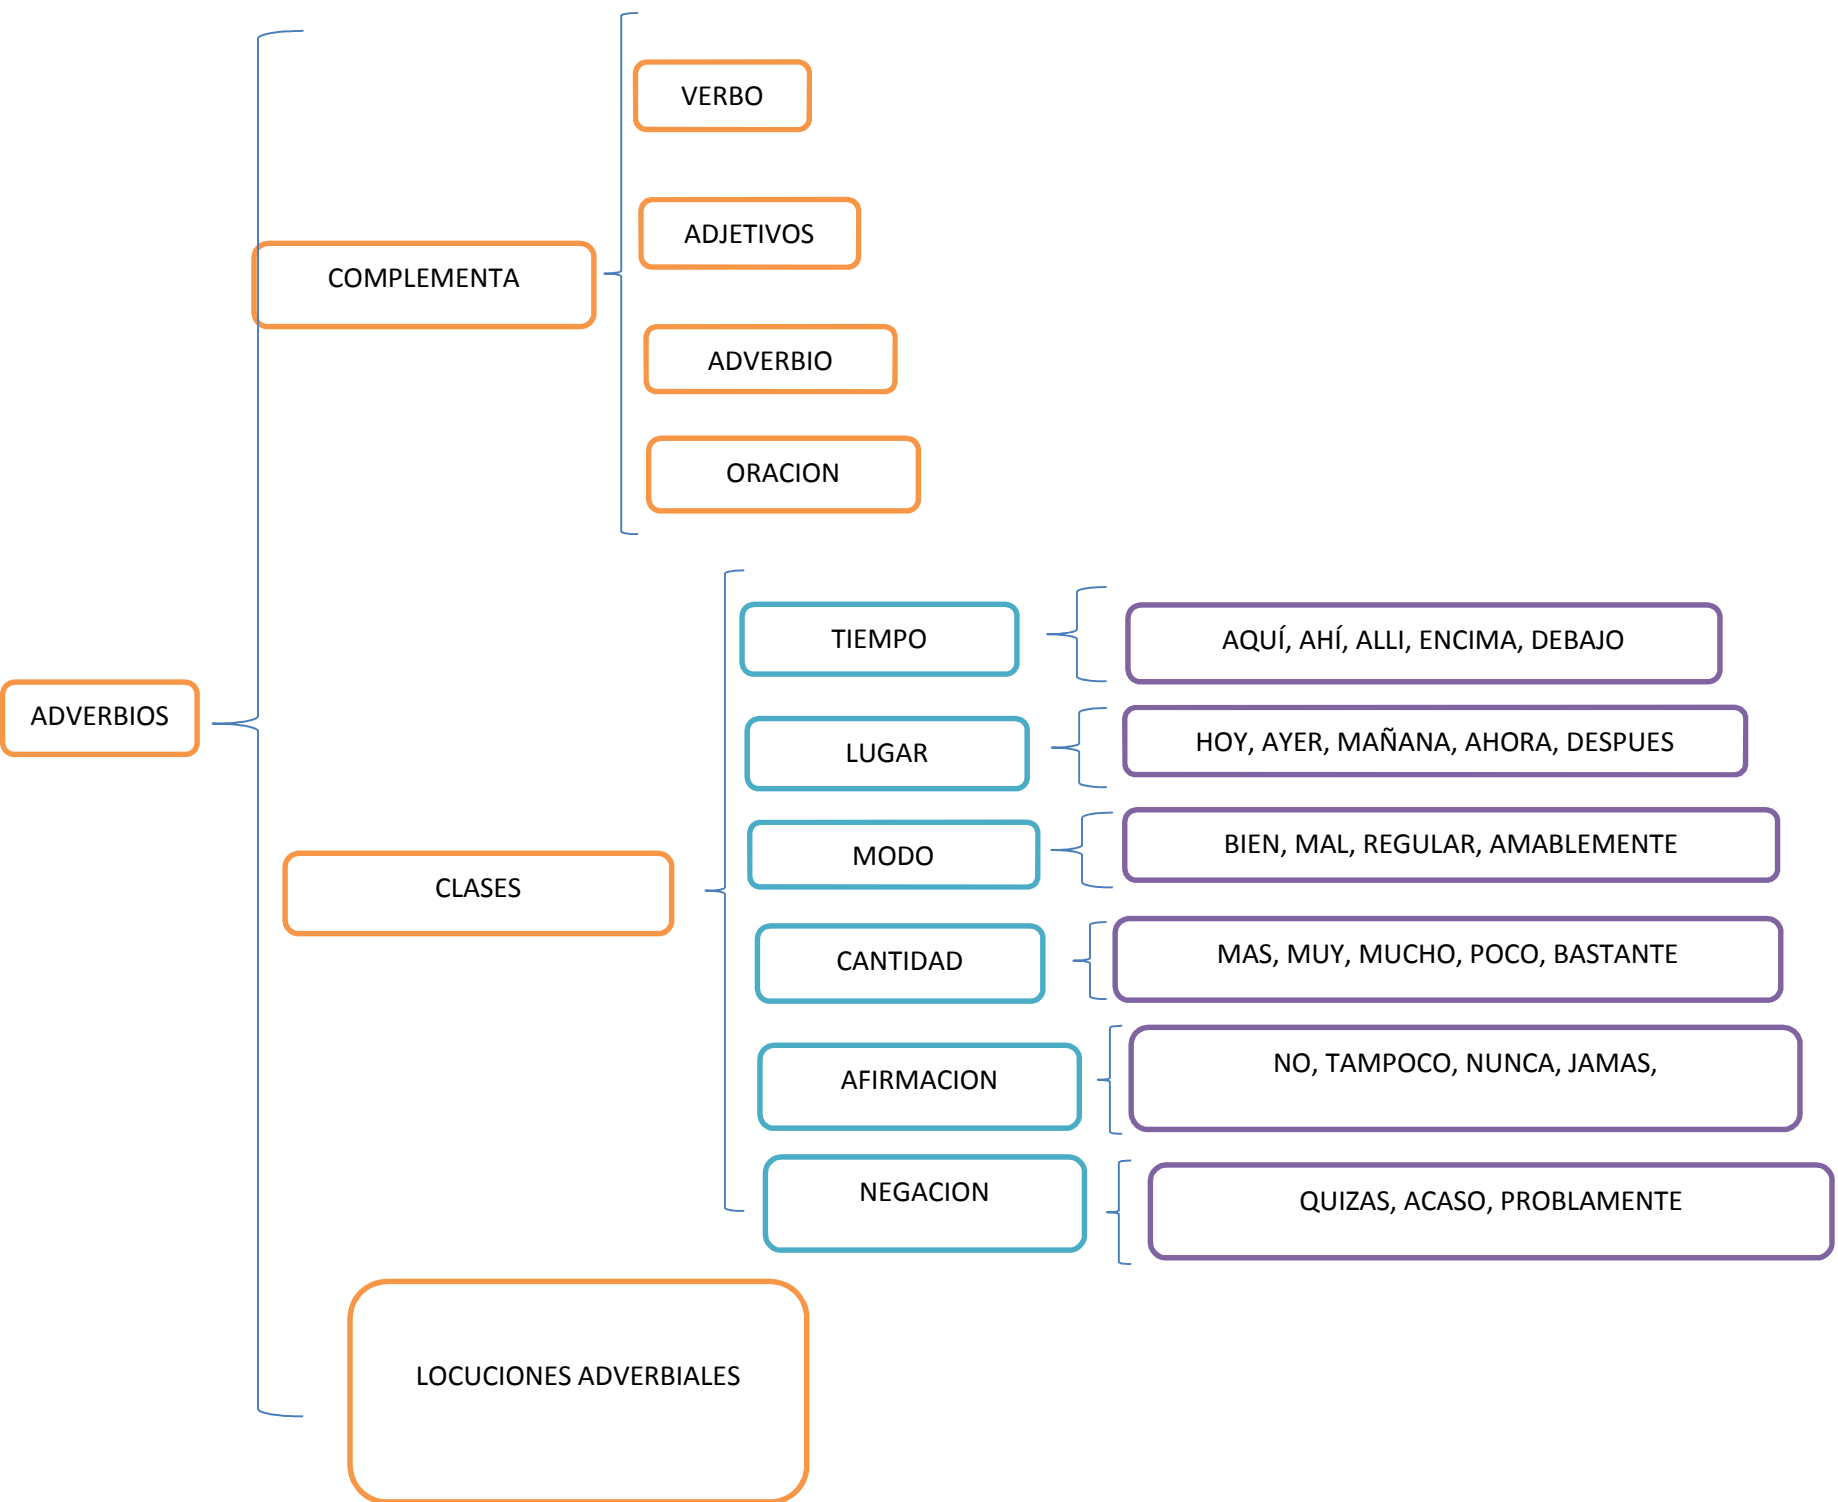 VERBO
ADJETIVOS
COMPLEMENTA
ADVERBIO
ORACION
TIEMPO
AQUÍ, AHÍ, ALLI, ENCIMA, DEBAJO
ADVERBIOS
LUGAR
HOY, AYER, MAÑANA, AHORA, DESPUES
MODO
BIEN, MAL, REGULAR, AMABLEMENTE
CLASES
CANTIDAD
MAS, MUY, MUCHO, POCO, BASTANTE
AFIRMACION
NO, TAMPOCO, NUNCA, JAMAS,
NEGACION
QUIZAS, ACASO, PROBLAMENTE
LOCUCIONES ADVERBIALES